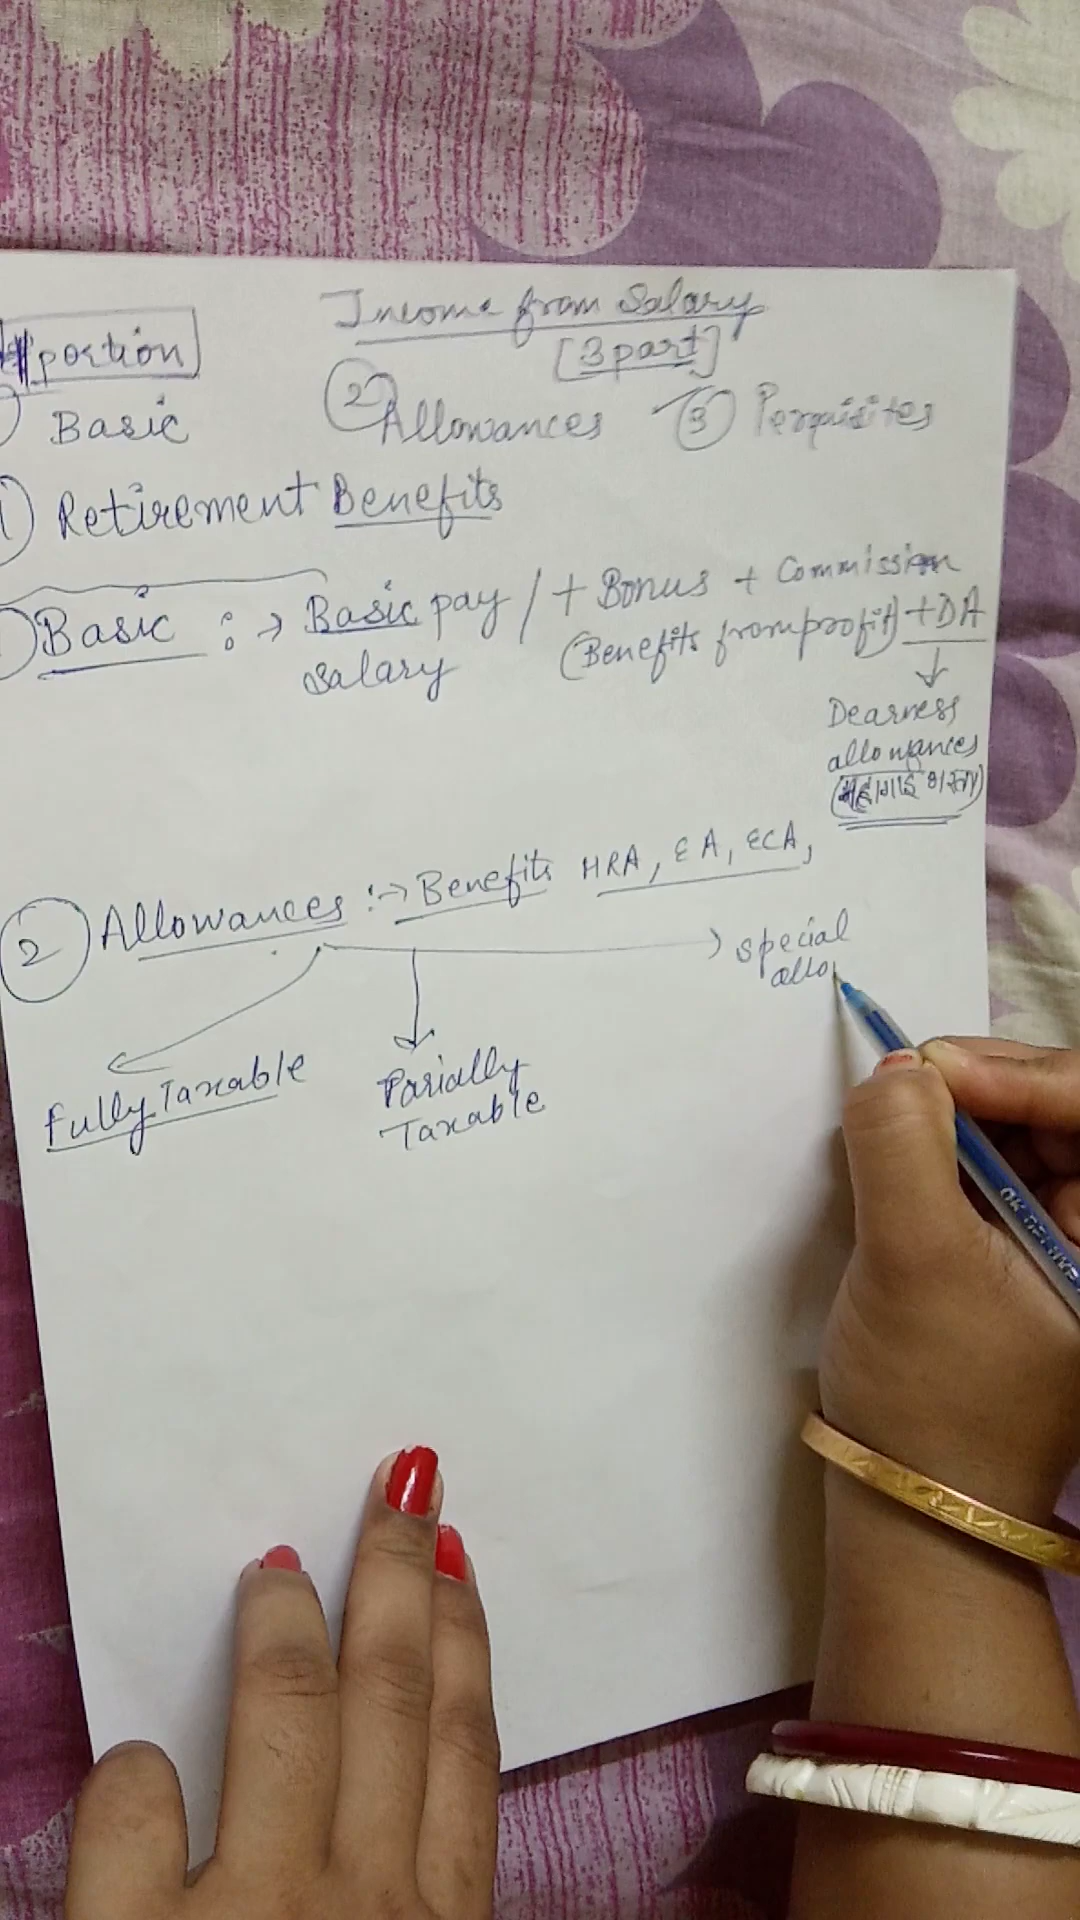 Income from Salary
portion [3 part]
Basic ② Allowances ③ Perquisites
Retirement Benefits
Basic :→ Basic pay / + Bonus + Commission
Salary (Benefits from profit) + DA
Dearness
allowances
② Allowances :→ Benefits HRA, EA, ECA,
special
allo
Fully Taxable Parially
Taxable